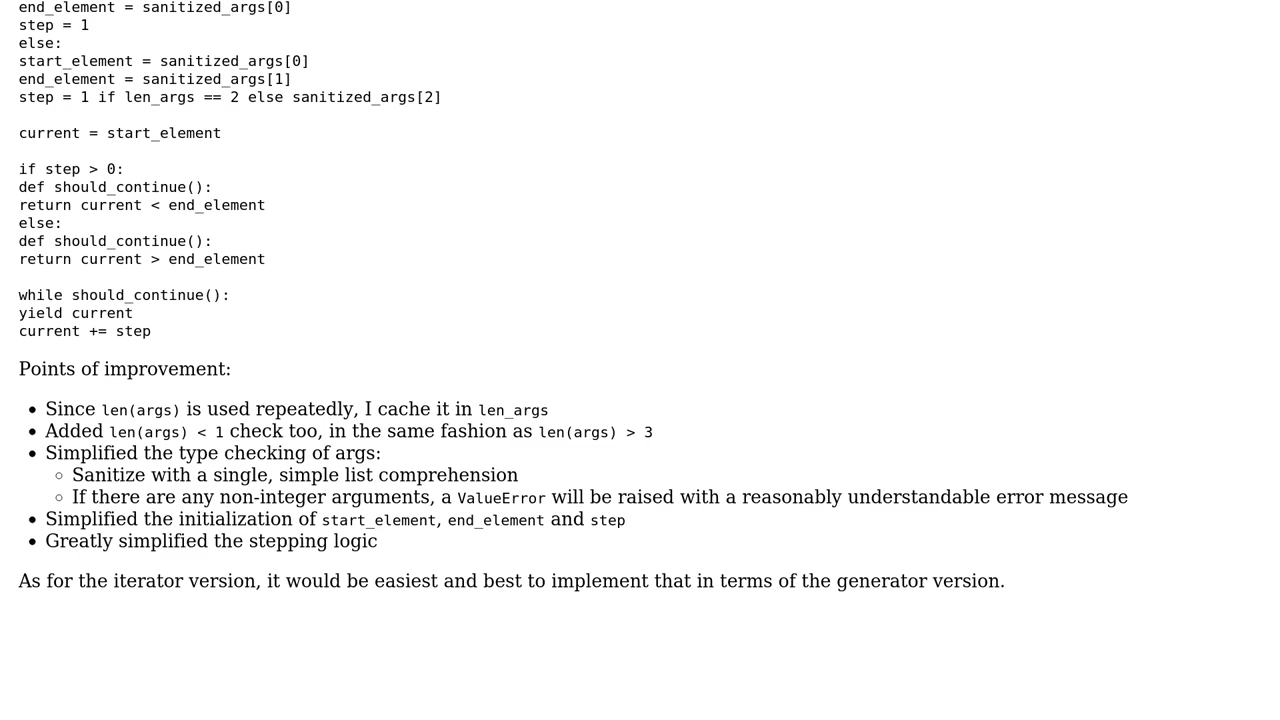 end_element = sanitized_args[0]
step = 1
else:
start_element = sanitized_args[0]
end_element = sanitized_args[1]
step = 1 if len_args == 2 else sanitized_args[2]
current = start_element
if step > 0:
def should_continue():
return current < end_element
else:
def should_continue():
return current > end_element
while should_continue():
yield current
current += step
Points of improvement:
• Since len(args) is used repeatedly, I cache it in len_args
• Added len(args) < 1 check too, in the same fashion as len(args) > 3
• Simplified the type checking of args:
◦ Sanitize with a single, simple list comprehension
◦ If there are any non-integer arguments, a ValueError will be raised with a reasonably understandable error message
• Simplified the initialization of start_element, end_element and step
• Greatly simplified the stepping logic
As for the iterator version, it would be easiest and best to implement that in terms of the generator version.